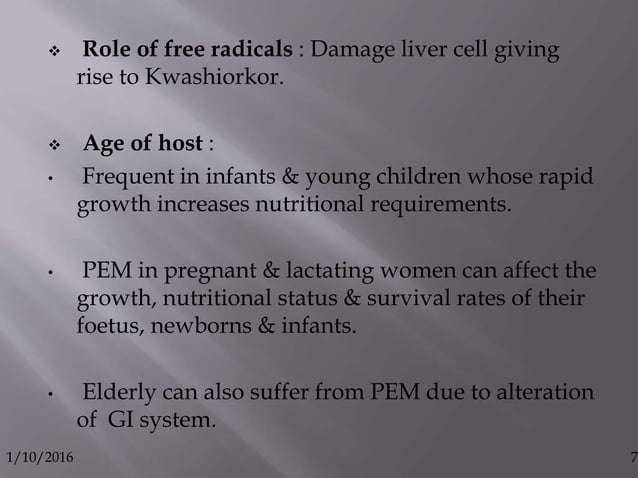 ❖ Role of free radicals : Damage liver cell giving
rise to Kwashiorkor.
❖ Age of host :
• Frequent in infants & young children whose rapid
growth increases nutritional requirements.
• PEM in pregnant & lactating women can affect the
growth, nutritional status & survival rates of their
foetus, newborns & infants.
• Elderly can also suffer from PEM due to alteration
of GI system.
1/10/2016
7